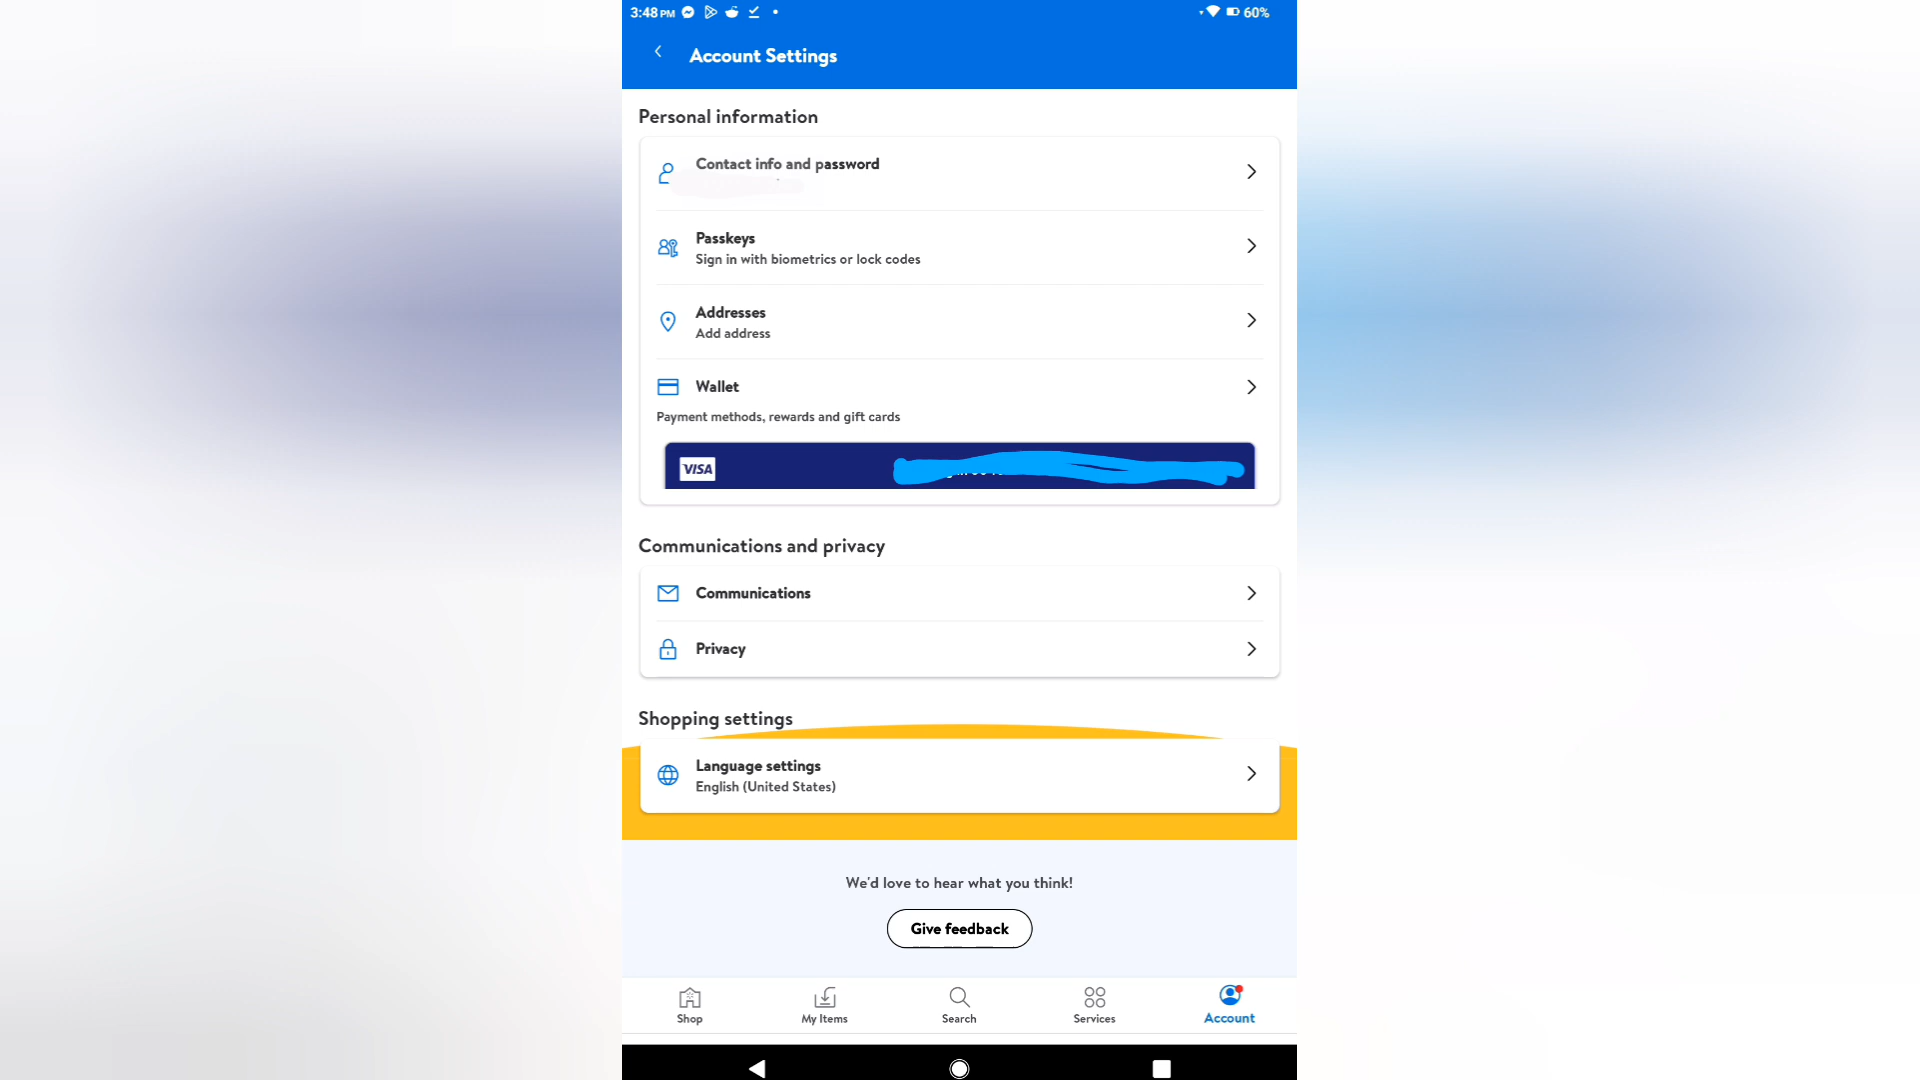 3:48 PM
60%
Account Settings
Personal information
Contact info and password
Passkeys
Sign in with biometrics or lock codes
Addresses
Add address
Wallet
Payment methods, rewards and gift cards
VISA
Communications and privacy
Communications
Privacy
Shopping settings
Language settings
English (United States)
We'd love to hear what you think!
Give feedback
Shop
My Items
Search
Services
Account